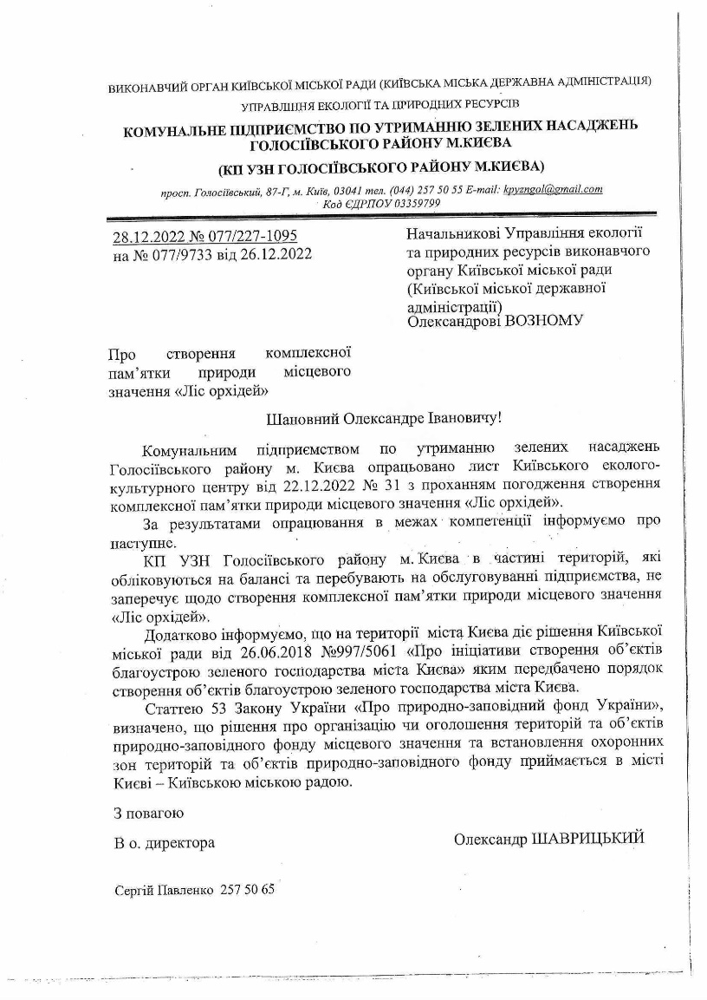 ВИКОНАВЧИЙ ОРГАН КИЇВСЬКОЇ МІСЬКОЇ РАДИ (КИЇВСЬКА МІСЬКА ДЕРЖАВНА АДМІНІСТРАЦІЯ)
УПРАВЛІННЯ ЕКОЛОГІЇ ТА ПРИРОДНИХ РЕСУРСІВ
КОМУНАЛЬНЕ ПІДПРИЄМСТВО ПО УТРИМАННЮ ЗЕЛЕНИХ НАСАДЖЕНЬ
ГОЛОСІЇВСЬКОГО РАЙОНУ М.КИЄВА
(КП УЗН ГОЛОСІЇВСЬКОГО РАЙОНУ М.КИЄВА)
просп. Голосіївський, 87-Г, м. Київ, 03041 тел. (044) 257 50 55 E-mail: kpyzngol@gmail.com
Код ЄДРПОУ 03359799
28.12.2022 № 077/227-1095
на № 077/9733 від 26.12.2022
Начальникові Управління екології
та природних ресурсів виконавчого
органу Київської міської ради
(Київської міської державної
адміністрації)
Олександрові ВОЗНОМУ
Про створення комплексної
пам’ятки природи місцевого
значення «Ліс орхідей»
Шановний Олександре Івановичу!
Комунальним підприємством по утриманню зелених насаджень
Голосіївського району м. Києва опрацьовано лист Київського еколого-
культурного центру від 22.12.2022 № 31 з проханням погодження створення
комплексної пам’ятки природи місцевого значення «Ліс орхідей».
За результатами опрацювання в межах компетенції інформуємо про
наступне.
КП УЗН Голосіївського району м. Києва в частині територій, які
обліковуються на балансі та перебувають на обслуговуванні підприємства, не
заперечує щодо створення комплексної пам’ятки природи місцевого значення
«Ліс орхідей».
Додатково інформуємо, що на території міста Києва діє рішення Київської
міської ради від 26.06.2018 №997/5061 «Про ініціативи створення об’єктів
благоустрою зеленого господарства міста Києва» яким передбачено порядок
створення об’єктів благоустрою зеленого господарства міста Києва.
Статтею 53 Закону України «Про природно-заповідний фонд України»,
визначено, що рішення про організацію чи оголошення територій та об’єктів
природно-заповідного фонду місцевого значення та встановлення охоронних
зон територій та об’єктів природно-заповідного фонду приймається в місті
Києві – Київською міською радою.
З повагою
В о. директора
Олександр ШАВРИЦЬКИЙ
Сергій Павленко 257 50 65